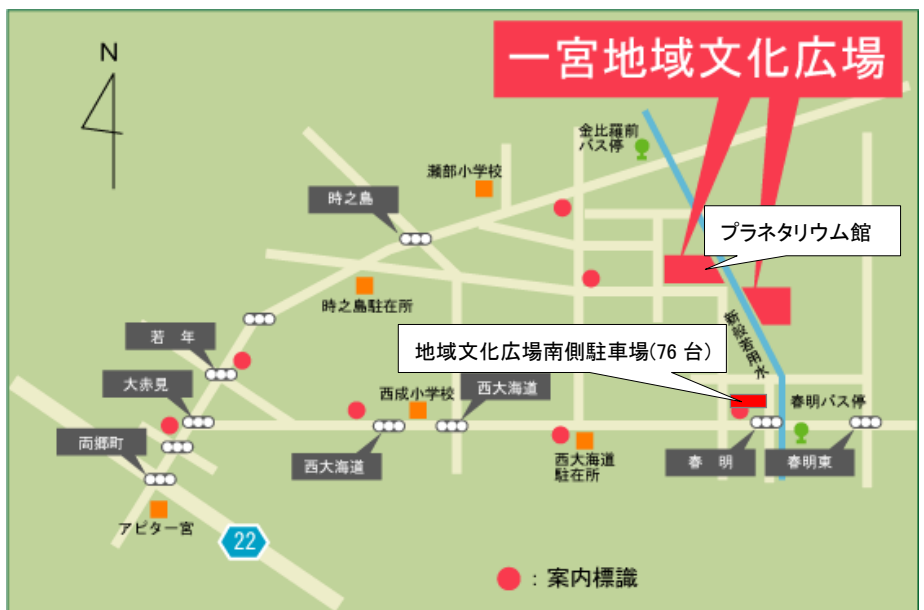 一宮地域文化広場
N
金比羅前
バス停
瀬部小学校
時之島
プラネタリウム館
時之島駐在所
新般若用水
若 年
地域文化広場南側駐車場(76 台)
大赤見
西成小学校
西大海道
春明バス停
両郷町
西大海道
西大海道
駐在所
春 明
春明東
アピタ一宮
22
:案内標識